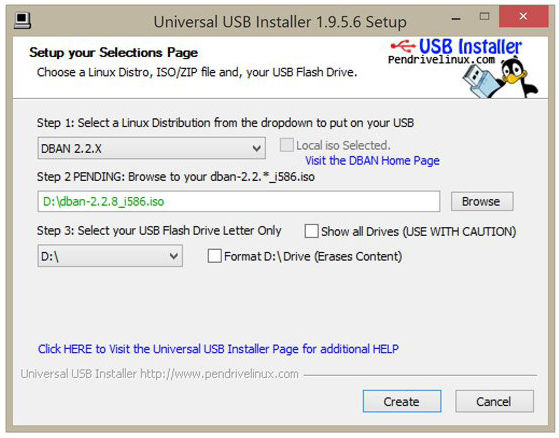 Universal USB Installer 1.9.5.6 Setup
Setup your Selections Page
Choose a Linux Distro, ISO/ZIP file and, your USB Flash Drive.
USB Installer
Pendrivelinux.com
Step 1: Select a Linux Distribution from the dropdown to put on your USB
DBAN 2.2.X
Local iso Selected.
Visit the DBAN Home Page
Step 2 PENDING: Browse to your dban-2.2.*_i586.iso
D:\dban-2.2.8_i586.iso
Browse
Step 3: Select your USB Flash Drive Letter Only
Show all Drives (USE WITH CAUTION)
D:\
Format D:\ Drive (Erases Content)
Click HERE to Visit the Universal USB Installer Page for additional HELP
Universal USB Installer http://www.pendrivelinux.com
Create
Cancel